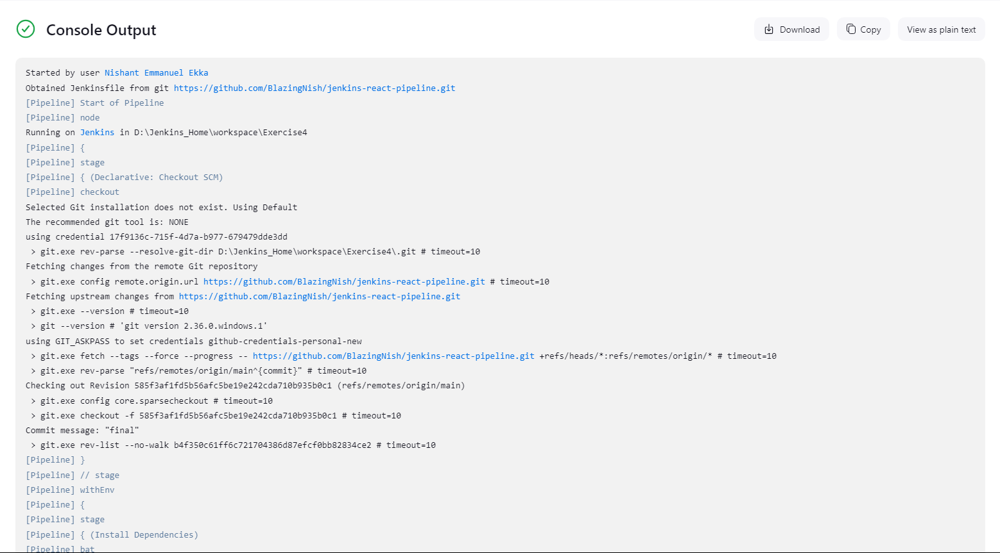 Console Output
Download
Copy
View as plain text
Started by user Nishant Emmanuel Ekka
Obtained Jenkinsfile from git https://github.com/BlazingNish/jenkins-react-pipeline.git
[Pipeline] Start of Pipeline
[Pipeline] node
Running on Jenkins in D:\Jenkins_Home\workspace\Exercise4
[Pipeline] {
[Pipeline] stage
[Pipeline] { (Declarative: Checkout SCM)
[Pipeline] checkout
Selected Git installation does not exist. Using Default
The recommended git tool is: NONE
using credential 17f9136c-715f-4d7a-b977-679479dde3dd
 > git.exe rev-parse --resolve-git-dir D:\Jenkins_Home\workspace\Exercise4\.git # timeout=10
Fetching changes from the remote Git repository
 > git.exe config remote.origin.url https://github.com/BlazingNish/jenkins-react-pipeline.git # timeout=10
Fetching upstream changes from https://github.com/BlazingNish/jenkins-react-pipeline.git
 > git.exe --version # timeout=10
 > git --version # 'git version 2.36.0.windows.1'
using GIT_ASKPASS to set credentials github-credentials-personal-new
 > git.exe fetch --tags --force --progress -- https://github.com/BlazingNish/jenkins-react-pipeline.git +refs/heads/*:refs/remotes/origin/* # timeout=10
 > git.exe rev-parse "refs/remotes/origin/main^{commit}" # timeout=10
Checking out Revision 585f3af1fd5b56afc5be19e242cda710b935b0c1 (refs/remotes/origin/main)
 > git.exe config core.sparsecheckout # timeout=10
 > git.exe checkout -f 585f3af1fd5b56afc5be19e242cda710b935b0c1 # timeout=10
Commit message: "final"
 > git.exe rev-list --no-walk b4f350c61ff6c721704386d87efcf0bb82834ce2 # timeout=10
[Pipeline] }
[Pipeline] // stage
[Pipeline] withEnv
[Pipeline] {
[Pipeline] stage
[Pipeline] { (Install Dependencies)
[Pipeline] bat